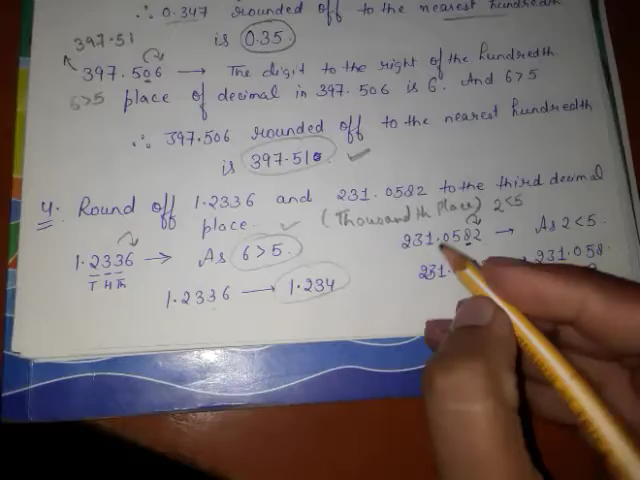 ∴ 0.347 rounded off to the nearest hundredth
is 0.35.
397.51
397.506 → The digit to the right of the hundredth
6>5 place of decimal in 397.506 is 6. And 6>5
∴ 397.506 rounded off to the nearest hundredth
is 397.51
4. Round off 1.2336 and 231.0582 to the third decimal
place. (Thousandth Place) 2<5
1.2336 → As 6>5.
T H Th
1.2336 → 1.234
231.0582 → As 2<5.
231. → 231.058.